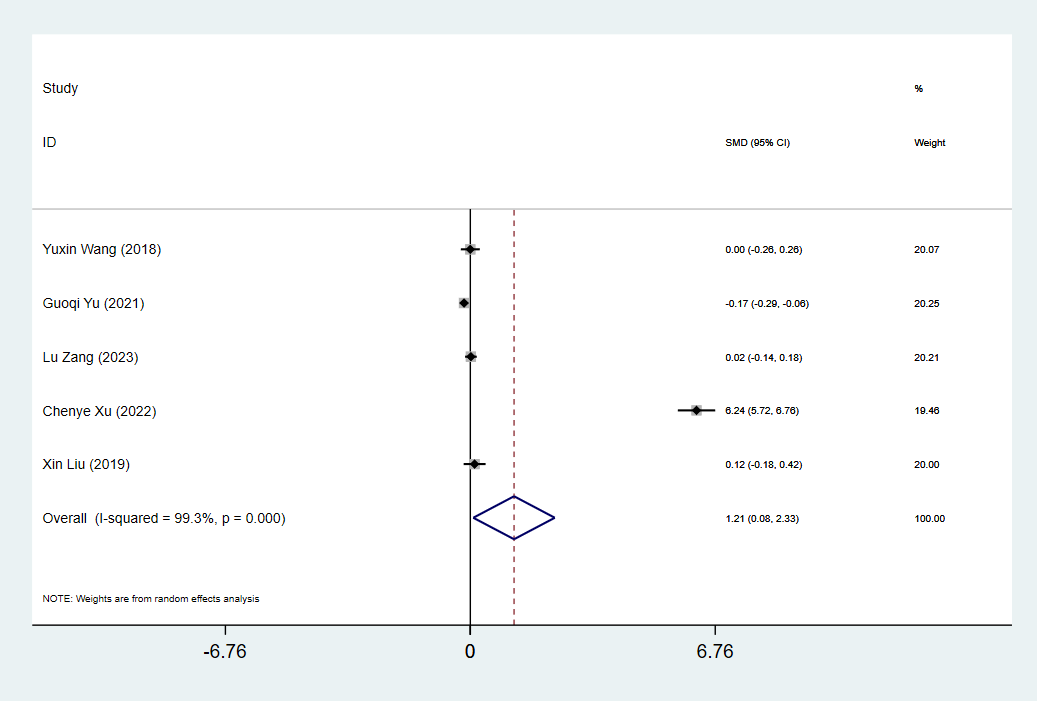 Study %
ID SMD (95% CI) Weight
Yuxin Wang (2018) 0.00 (-0.26, 0.26) 20.07
Guoqi Yu (2021) -0.17 (-0.29, -0.06) 20.25
Lu Zang (2023) 0.02 (-0.14, 0.18) 20.21
Chenye Xu (2022) 6.24 (5.72, 6.76) 19.46
Xin Liu (2019) 0.12 (-0.18, 0.42) 20.00
Overall (I-squared = 99.3%, p = 0.000) 1.21 (0.08, 2.33) 100.00
NOTE: Weights are from random effects analysis
-6.76 0 6.76